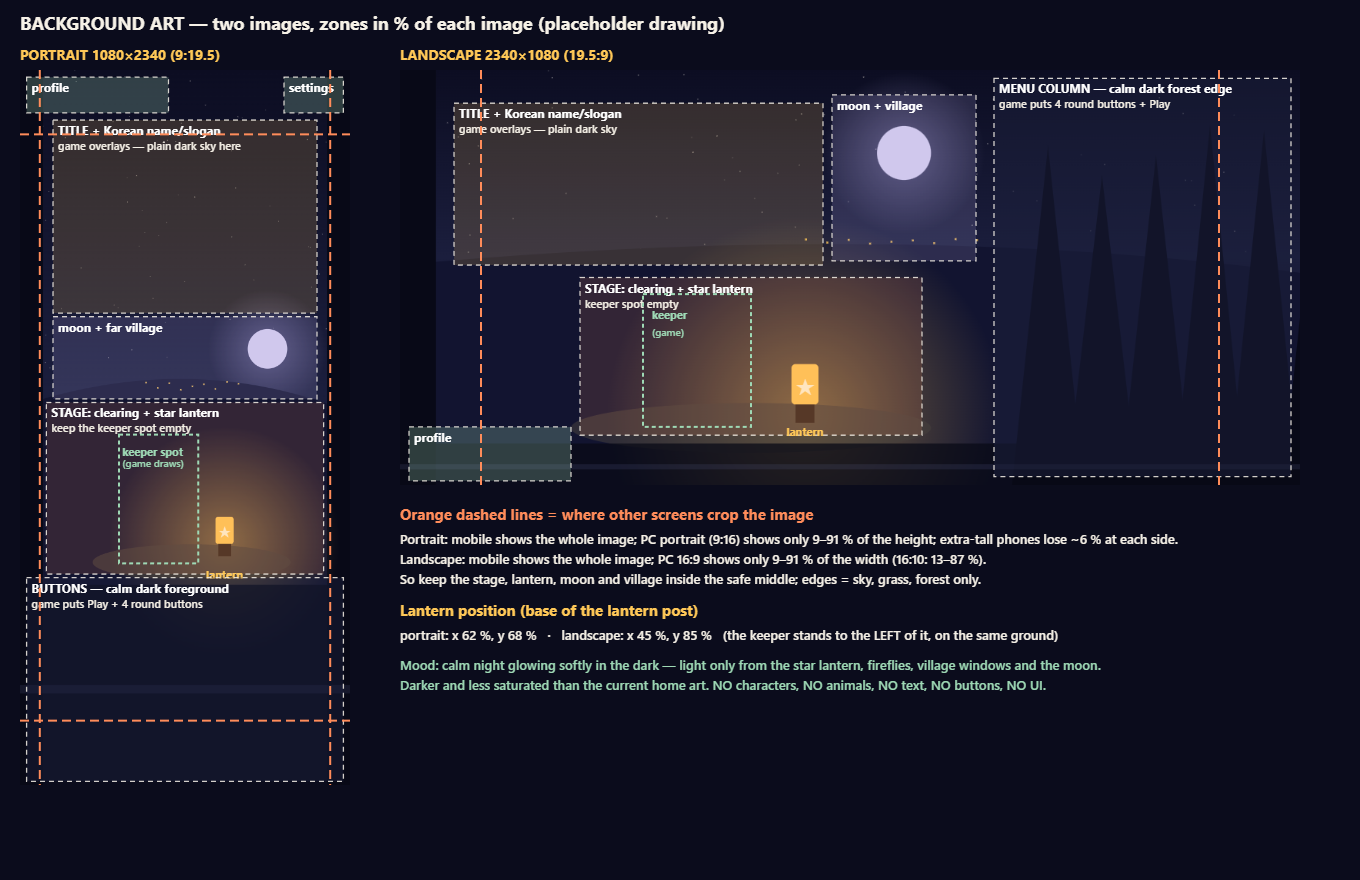 BACKGROUND ART — two images, zones in % of each image (placeholder drawing)
PORTRAIT 1080×2340 (9:19.5)
profile
settings
TITLE + Korean name/slogan
game overlays — plain dark sky here
moon + far village
STAGE: clearing + star lantern
keep the keeper spot empty
keeper spot
(game draws)
lantern
BUTTONS — calm dark foreground
game puts Play + 4 round buttons
LANDSCAPE 2340×1080 (19.5:9)
TITLE + Korean name/slogan
game overlays — plain dark sky
moon + village
MENU COLUMN — calm dark forest edge
game puts 4 round buttons + Play
STAGE: clearing + star lantern
keeper spot empty
keeper
(game)
lantern
profile
Orange dashed lines = where other screens crop the image
Portrait: mobile shows the whole image; PC portrait (9:16) shows only 9–91 % of the height; extra-tall phones lose ~6 % at each side.
Landscape: mobile shows the whole image; PC 16:9 shows only 9–91 % of the width (16:10: 13–87 %).
So keep the stage, lantern, moon and village inside the safe middle; edges = sky, grass, forest only.
Lantern position (base of the lantern post)
portrait: x 62 %, y 68 % · landscape: x 45 %, y 85 % (the keeper stands to the LEFT of it, on the same ground)
Mood: calm night glowing softly in the dark — light only from the star lantern, fireflies, village windows and the moon.
Darker and less saturated than the current home art. NO characters, NO animals, NO text, NO buttons, NO UI.